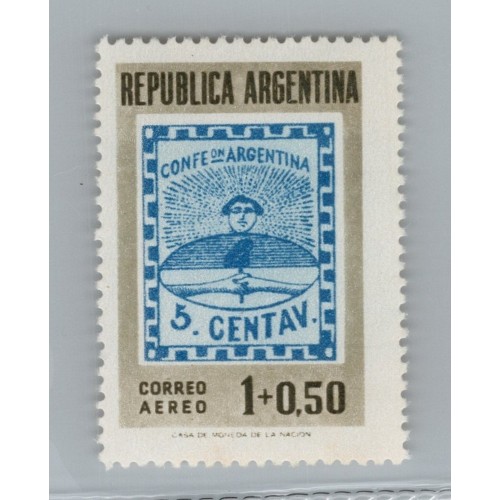 REPUBLICA ARGENTINA
CONFEON ARGENTINA
5. CENTAV.
CORREO
AEREO
1+0,50
CASA DE MONEDA DE LA NACION